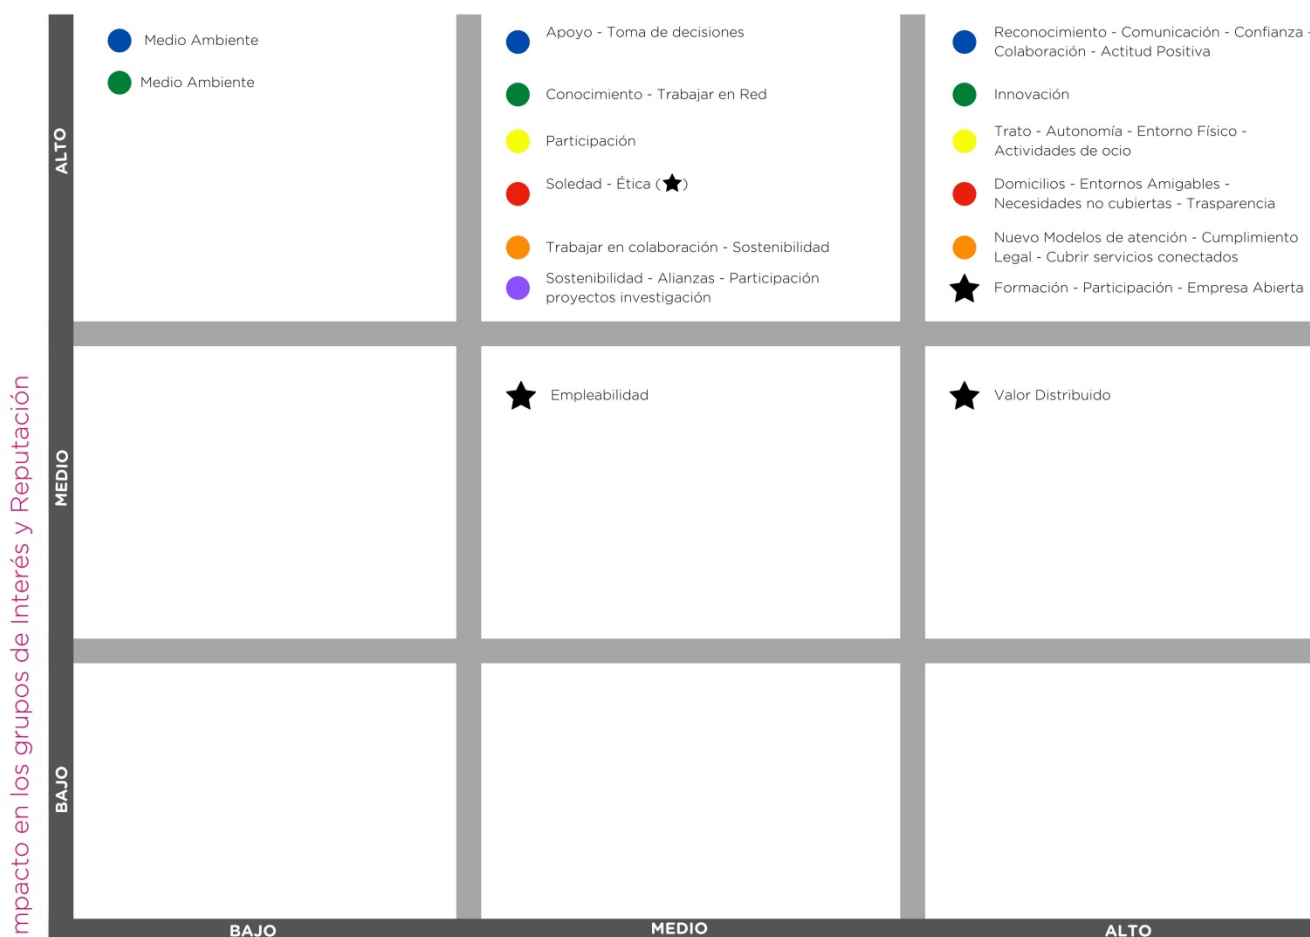 Medio Ambiente
Medio Ambiente
Apoyo - Toma de decisiones
Conocimiento - Trabajar en Red
Participación
Soledad - Ética (★)
Trabajar en colaboración - Sostenibilidad
Sostenibilidad - Alianzas - Participación
proyectos investigación
Reconocimiento - Comunicación - Confianza -
Colaboración - Actitud Positiva
Innovación
Trato - Autonomía - Entorno Físico -
Actividades de ocio
Domicilios - Entornos Amigables -
Necesidades no cubiertas - Trasparencia
Nuevo Modelos de atención - Cumplimiento
Legal - Cubrir servicios conectados
Formación - Participación - Empresa Abierta
ALTO
Empleabilidad
Valor Distribuido
MEDIO
BAJO
mpacto en los grupos de Interés y Reputación
BAJO
MEDIO
ALTO